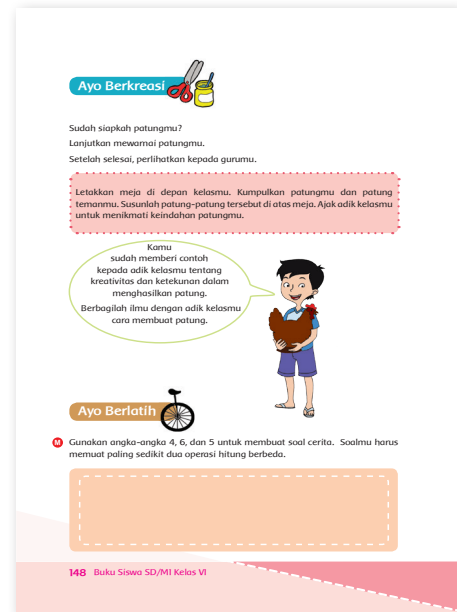 Ayo Berkreasi
Sudah siapkah patungmu?
Lanjutkan mewarnai patungmu.
Setelah selesai, perlihatkan kepada gurumu.
Letakkan meja di depan kelasmu. Kumpulkan patungmu dan patung
temanmu. Susunlah patung-patung tersebut di atas meja. Ajak adik kelasmu
untuk menikmati keindahan patungmu.
Kamu
sudah memberi contoh
kepada adik kelasmu tentang
kreativitas dan ketekunan dalam
menghasilkan patung.
Berbagilah ilmu dengan adik kelasmu
cara membuat patung.
Ayo Berlatih
M Gunakan angka-angka 4, 6, dan 5 untuk membuat soal cerita. Soalmu harus
memuat paling sedikit dua operasi hitung berbeda.
148 Buku Siswa SD/MI Kelas VI